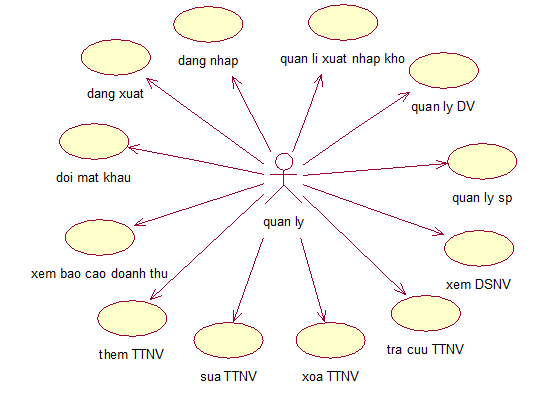 dang nhap
quan li xuat nhap kho
dang xuat
quan ly DV
doi mat khau
quan ly sp
quan ly
xem bao cao doanh thu
xem DSNV
them TTNV
tra cuu TTNV
sua TTNV
xoa TTNV